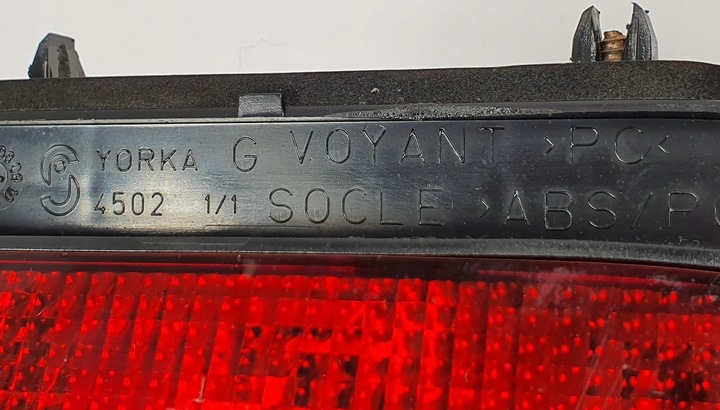 YORKA G VOYANT >PC<
4502 1/1 SOCLE >ABS/P